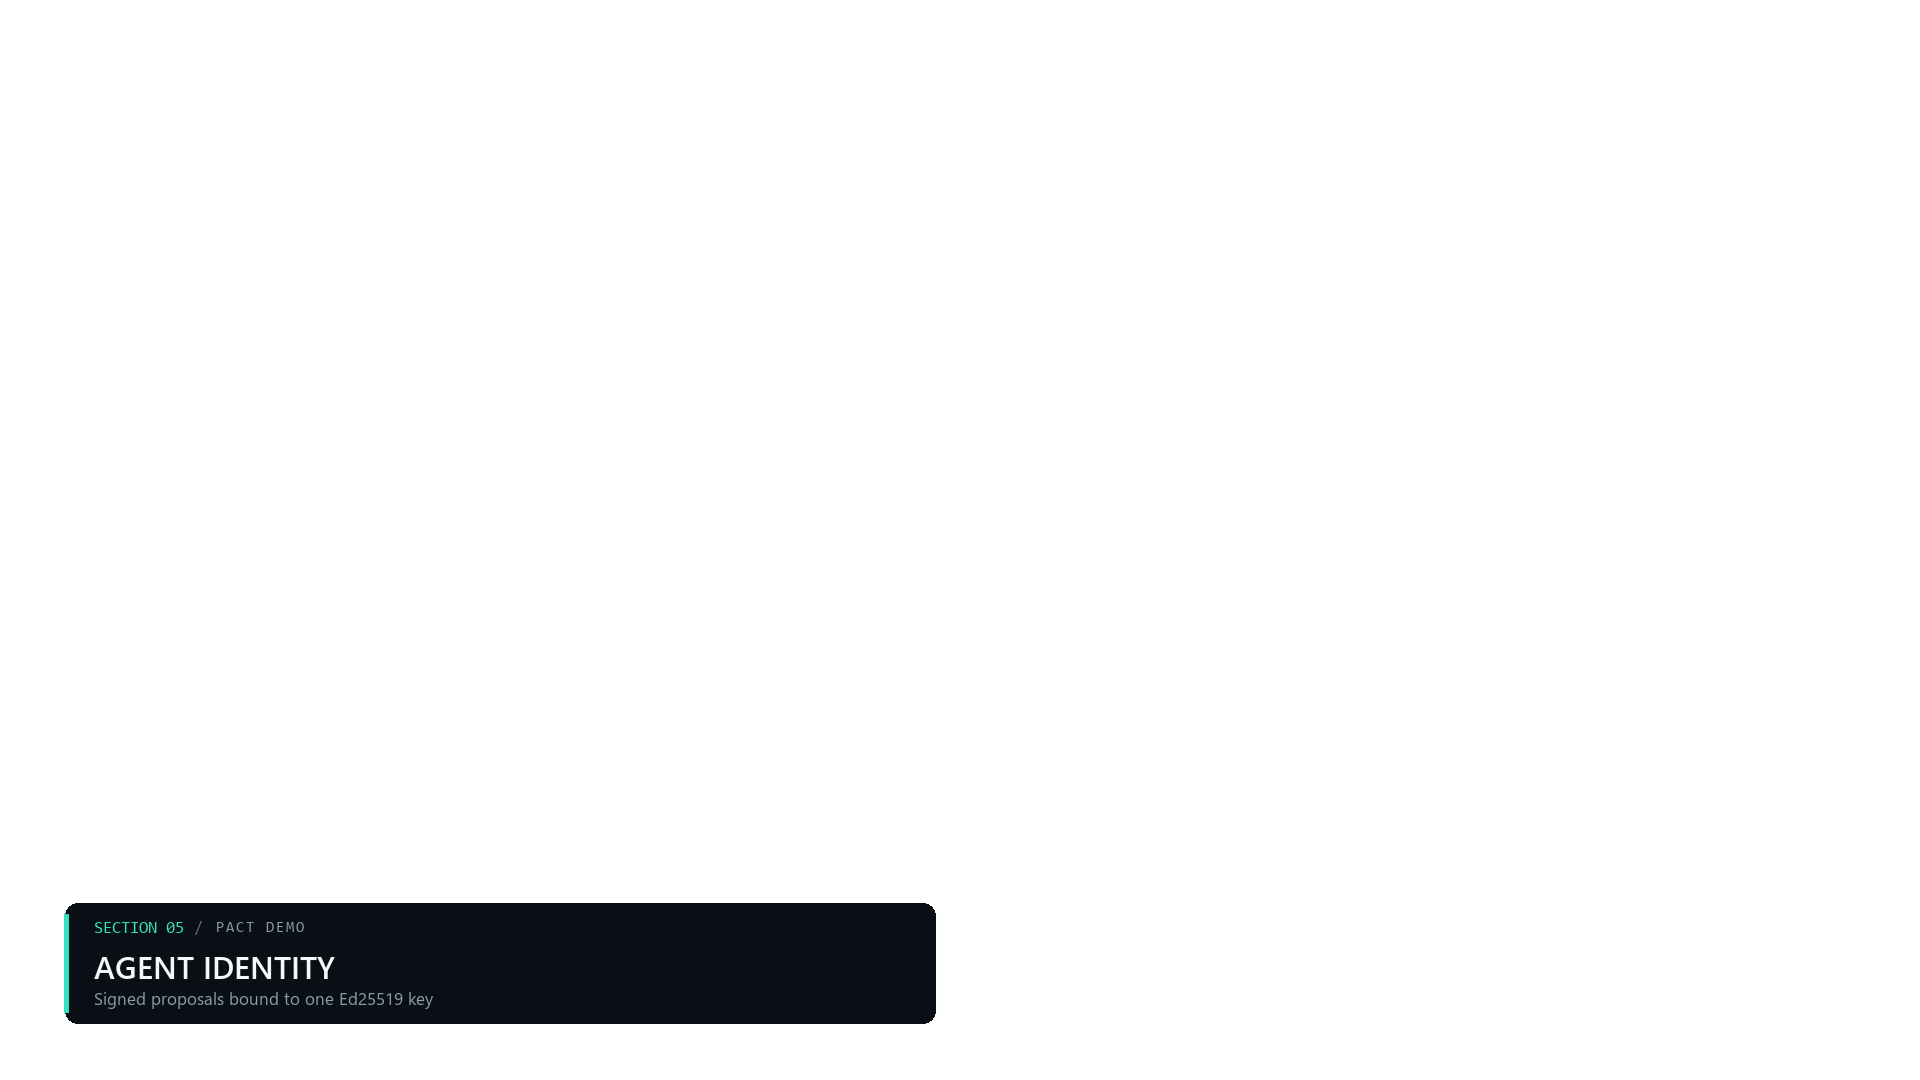 SECTION 05 / PACT DEMO
AGENT IDENTITY
Signed proposals bound to one Ed25519 key